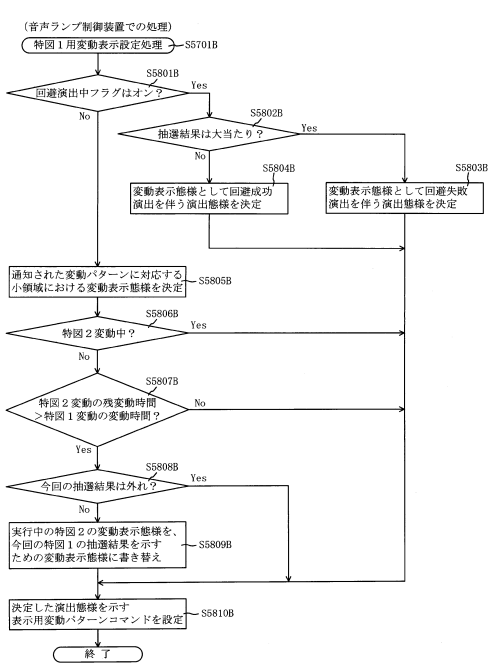 （音声ランプ制御装置での処理）
特図１用変動表示設定処理
S5701B
S5801B
回避演出中フラグはオン？
Yes
No
S5802B
抽選結果は大当たり？
Yes
No
S5804B
変動表示態様として回避成功
演出を伴う演出態様を決定
S5803B
変動表示態様として回避失敗
演出を伴う演出態様を決定
通知された変動パターンに対応する
小領域における変動表示態様を決定
S5805B
S5806B
特図２変動中？
Yes
No
S5807B
特図２変動の残変動時間
＞特図１変動の変動時間？
No
Yes
S5808B
今回の抽選結果は外れ？
Yes
No
実行中の特図２の変動表示態様を、
今回の特図１の抽選結果を示す
ための変動表示態様に書き替え
S5809B
決定した演出態様を示す
表示用変動パターンコマンドを設定
S5810B
終了